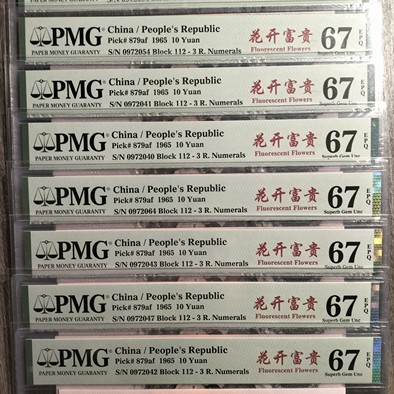 S/N 0972
PMG China / People's Republic 花开富贵 67 EPQ
Pick# 879af 1965 10 Yuan
PAPER MONEY GUARANTY S/N 0972054 Block 112 - 3 R. Numerals Fluorescent Flowers Superb Gem Unc
PMG China / People's Republic 花开富贵 67 EPQ
Pick# 879af 1965 10 Yuan
PAPER MONEY GUARANTY S/N 0972041 Block 112 - 3 R. Numerals Fluorescent Flowers Superb Gem Unc
PMG China / People's Republic 花开富贵 67 EPQ
Pick# 879af 1965 10 Yuan
PAPER MONEY GUARANTY S/N 0972040 Block 112 - 3 R. Numerals Fluorescent Flowers Superb Gem Unc
PMG China / People's Republic 花开富贵 67 EPQ
Pick# 879af 1965 10 Yuan
PAPER MONEY GUARANTY S/N 0972064 Block 112 - 3 R. Numerals Fluorescent Flowers Superb Gem Unc
PMG China / People's Republic 花开富贵 67 EPQ
Pick# 879af 1965 10 Yuan
PAPER MONEY GUARANTY S/N 0972043 Block 112 - 3 R. Numerals Fluorescent Flowers Superb Gem Unc
PMG China / People's Republic 花开富贵 67 EPQ
Pick# 879af 1965 10 Yuan
PAPER MONEY GUARANTY S/N 0972047 Block 112 - 3 R. Numerals Fluorescent Flowers Superb Gem Unc
PMG China / People's Republic 花开富贵 67 EPQ
Pick# 879af 1965 10 Yuan
PAPER MONEY GUARANTY S/N 0972042 Block 112 - 3 R. Numerals Fluorescent Flowers Superb Gem Unc